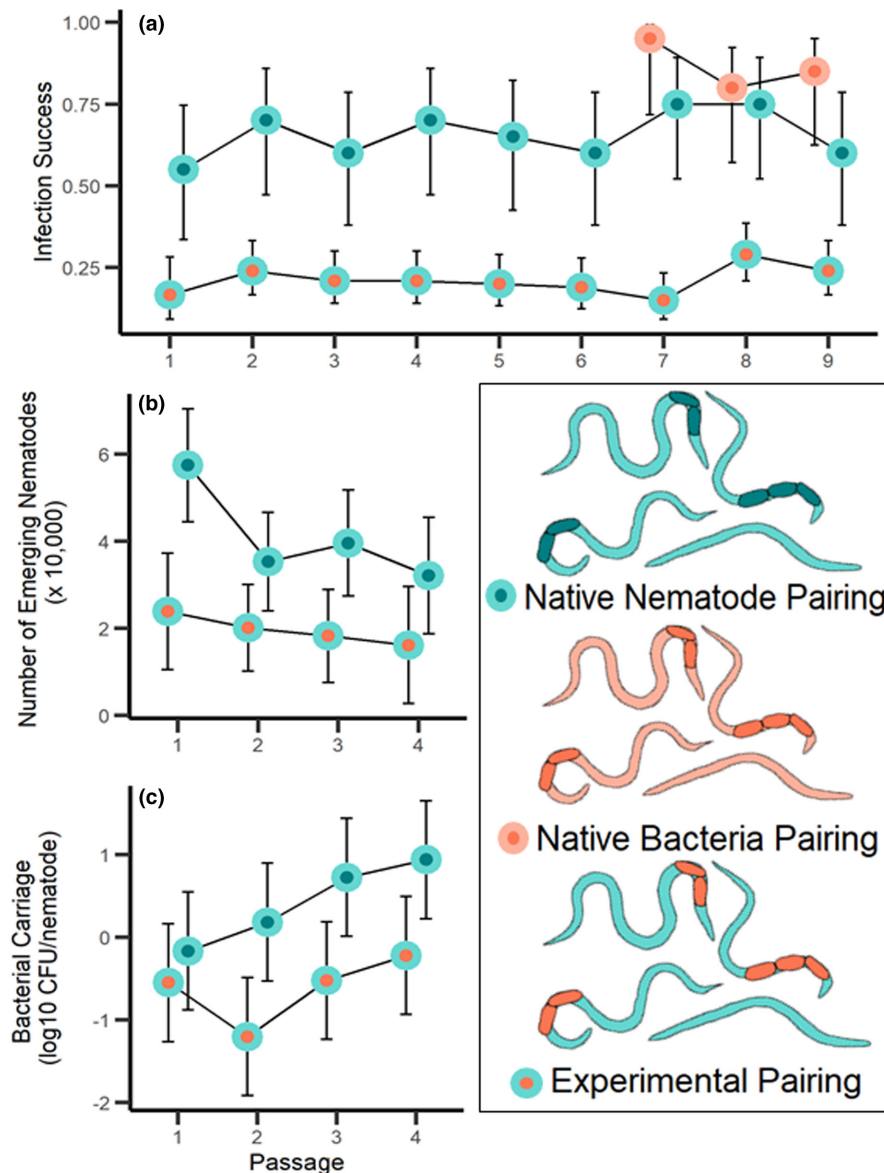 (a)
1.00
0.75
0.50
0.25
Infection Success
1 2 3 4 5 6 7 8 9
(b)
6
4
2
0
Number of Emerging Nematodes
(x 10,000)
1 2 3 4
(c)
1
0
-1
-2
Bacterial Carriage
(log10 CFU/nematode)
1 2 3 4
Passage
Native Nematode Pairing
Native Bacteria Pairing
Experimental Pairing